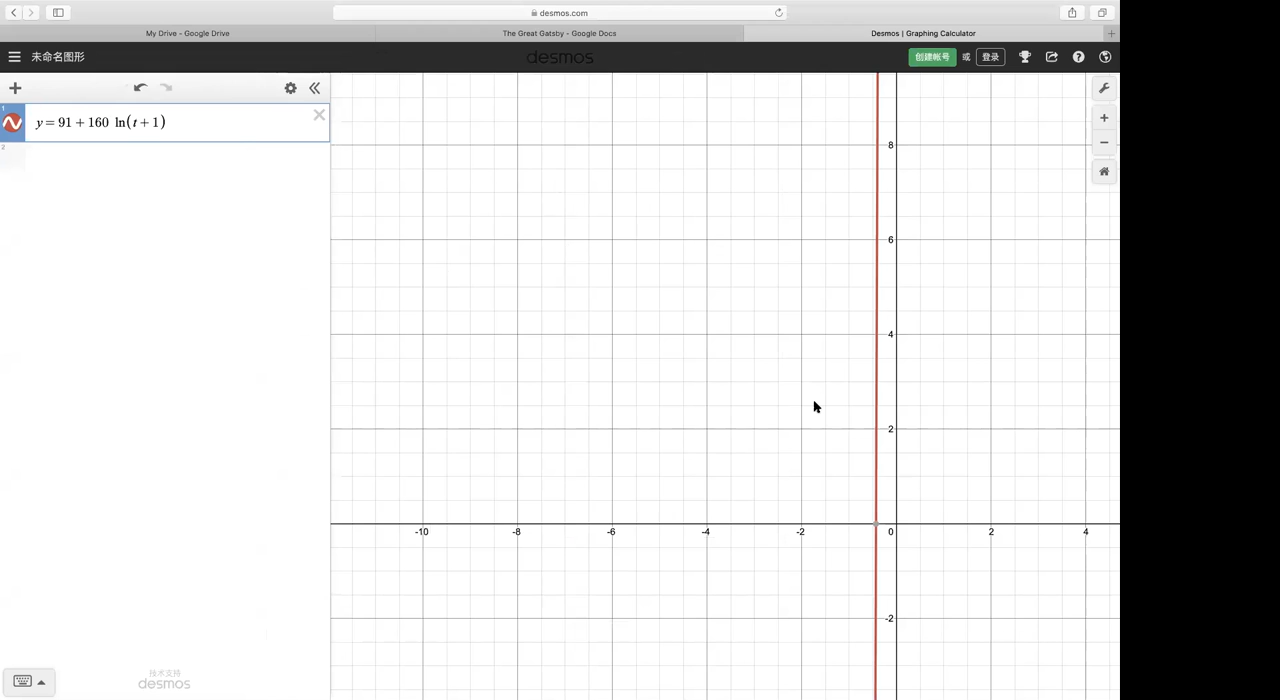 desmos.com
My Drive - Google Drive
The Great Gatsby - Google Docs
Desmos | Graphing Calculator
未命名图形
desmos
创建帐号 或 登录
1
y = 91 + 160 ln(t + 1)
2
8
6
4
2
-10 -8 -6 -4 -2 0 2 4
-2
技术支持
desmos